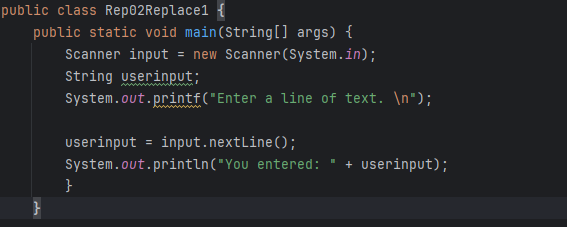 public class Rep02Replace1 {
public static void main(String[] args) {
Scanner input = new Scanner(System.in);
String userinput;
System.out.printf("Enter a line of text. \n");
userinput = input.nextLine();
System.out.println("You entered: " + userinput);
}
}